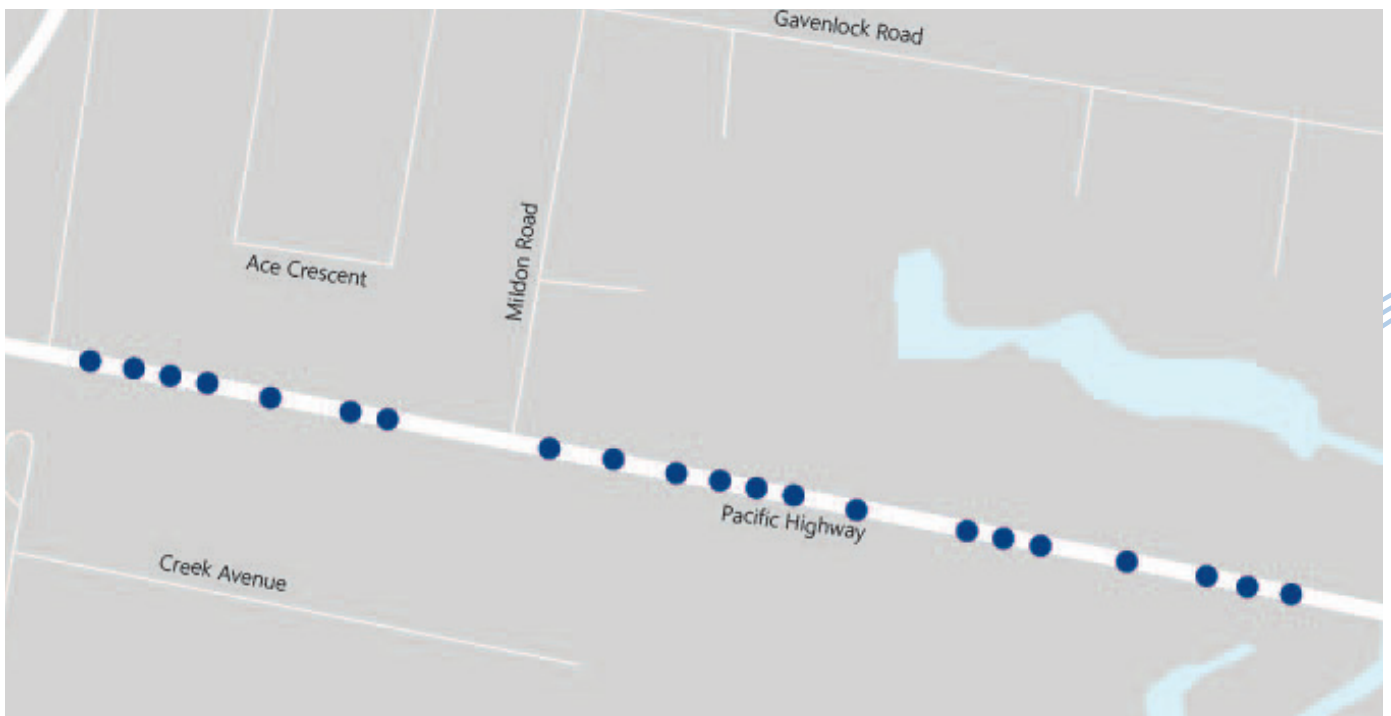 Gavenlock Road
Ace Crescent
Mildon Road
Pacific Highway
Creek Avenue